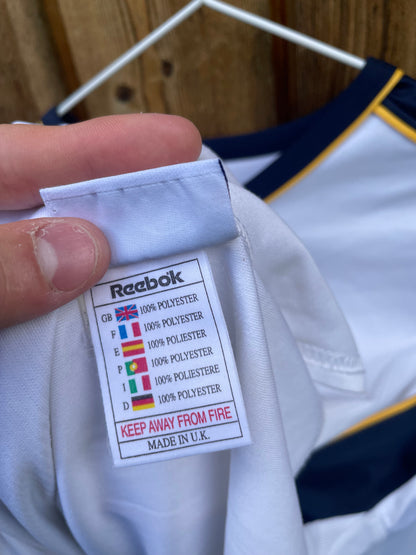 Reebok
GB 100% POLYESTER
F 100% POLYESTER
E 100% POLIESTER
P 100% POLYESTER
I 100% POLIESTERE
D 100% POLYESTER
KEEP AWAY FROM FIRE
MADE IN U.K.